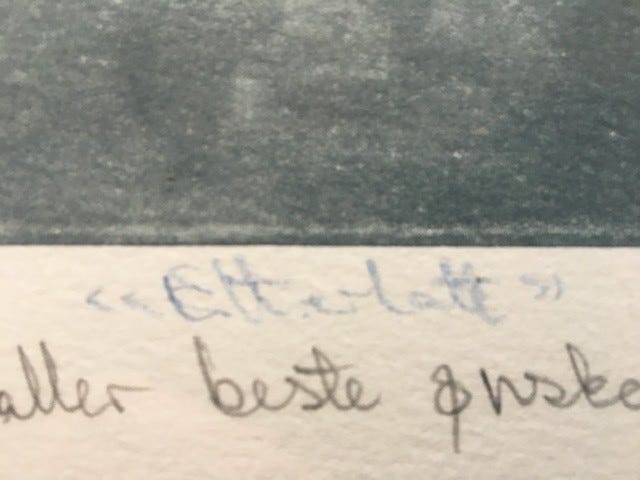 «Etterlatt»
aller beste ønske